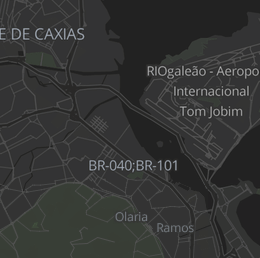 E DE CAXIAS
RIOgaleão - Aeropo
Internacional
Tom Jobim
BR-040;BR-101
Olaria
Ramos